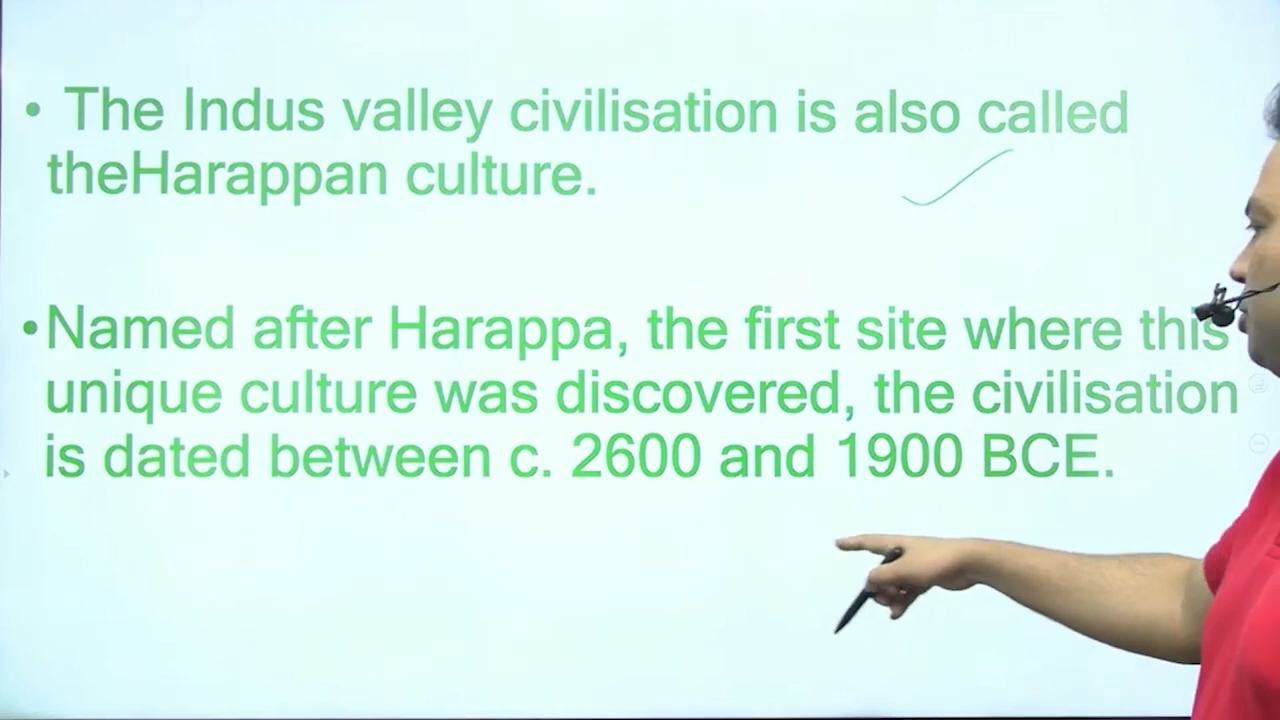 • The Indus valley civilisation is also called
theHarappan culture.
•Named after Harappa, the first site where this
unique culture was discovered, the civilisation
is dated between c. 2600 and 1900 BCE.